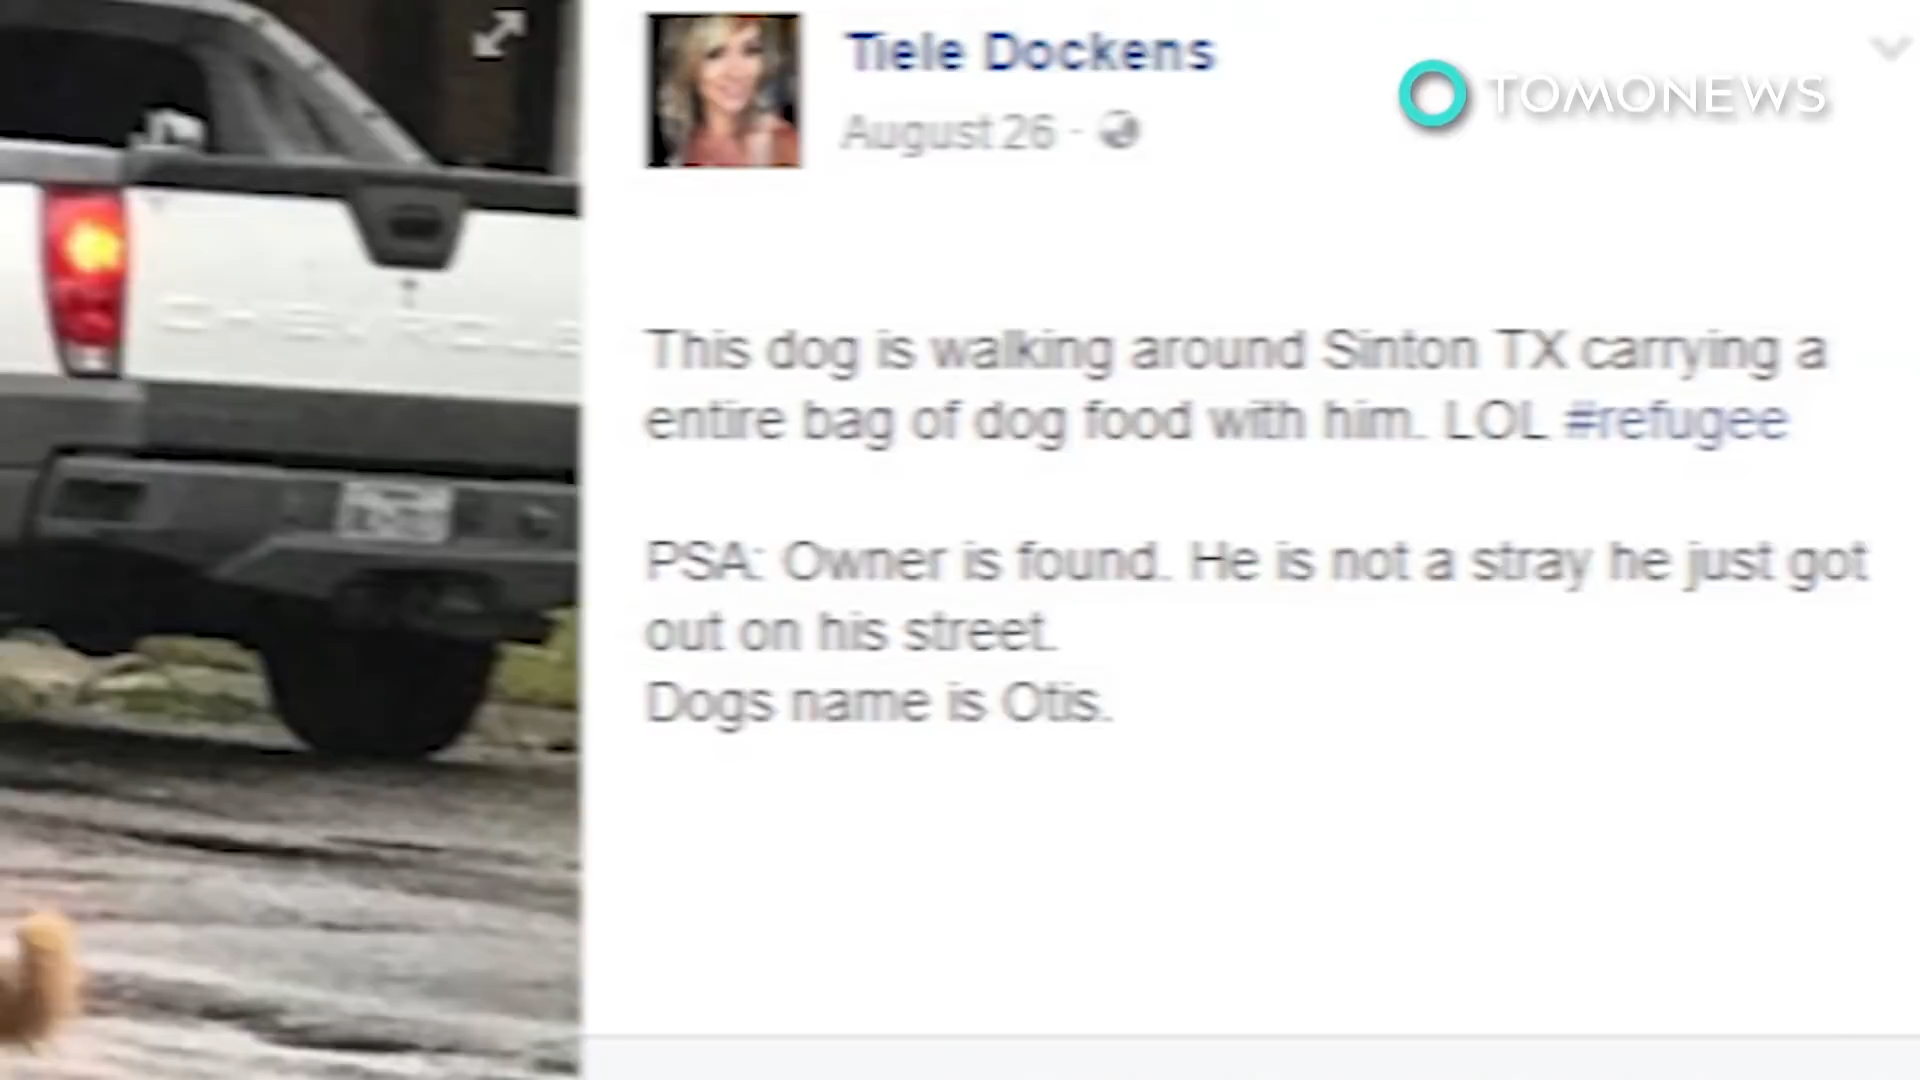 Tiele Dockens
August 26 ·
TOMONEWS
CHEVROLE
This dog is walking around Sinton TX carrying a
entire bag of dog food with him. LOL #refugee
PSA: Owner is found. He is not a stray he just got
out on his street.
Dogs name is Otis.